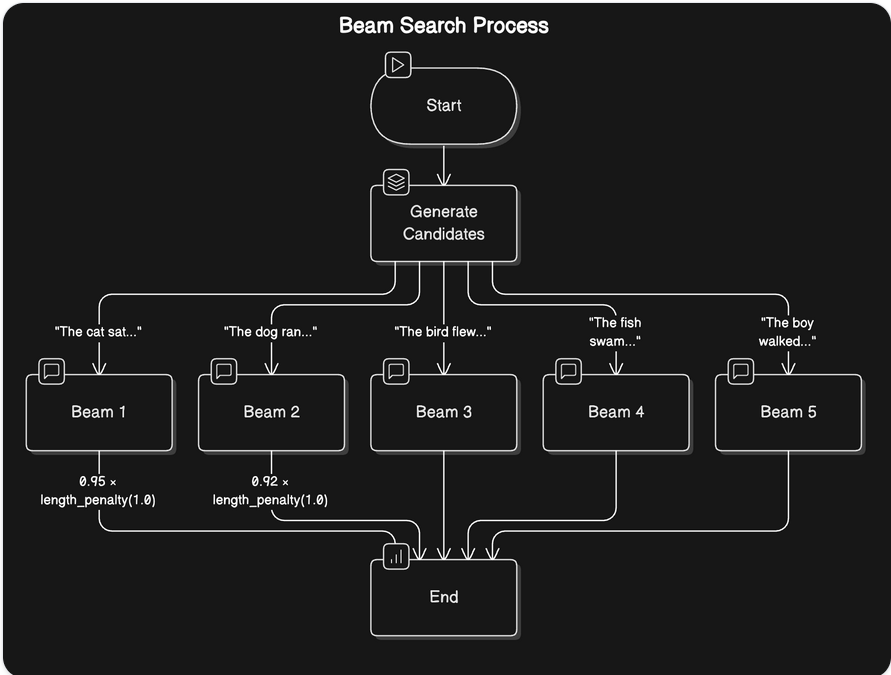 Beam Search Process
Start
Generate
Candidates
"The cat sat..."
"The dog ran..."
"The bird flew..."
"The fish
swam..."
"The boy
walked..."
Beam 1
Beam 2
Beam 3
Beam 4
Beam 5
0.95 ×
length_penalty(1.0)
0.92 ×
length_penalty(1.0)
End